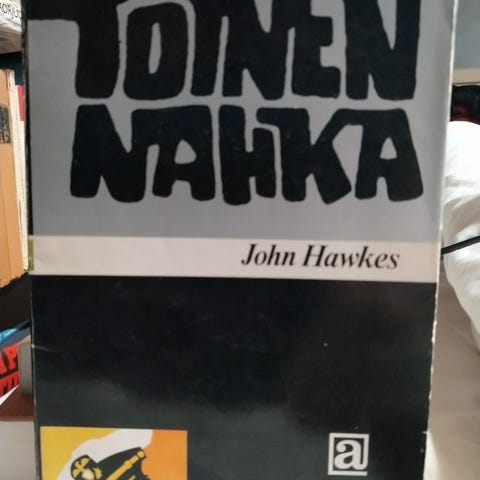 TOINEN
NAHKA
John Hawkes
a